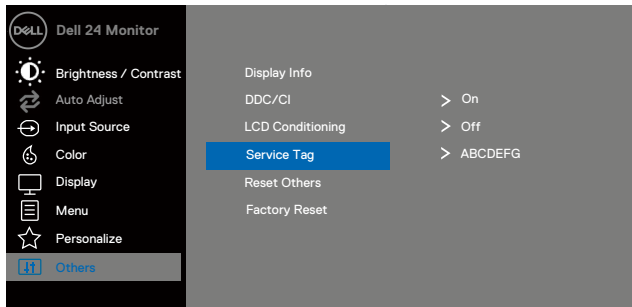 DELL Dell 24 Monitor
Brightness / Contrast
Auto Adjust
Input Source
Color
Display
Menu
Personalize
Others
Display Info
DDC/CI > On
LCD Conditioning > Off
Service Tag > ABCDEFG
Reset Others
Factory Reset